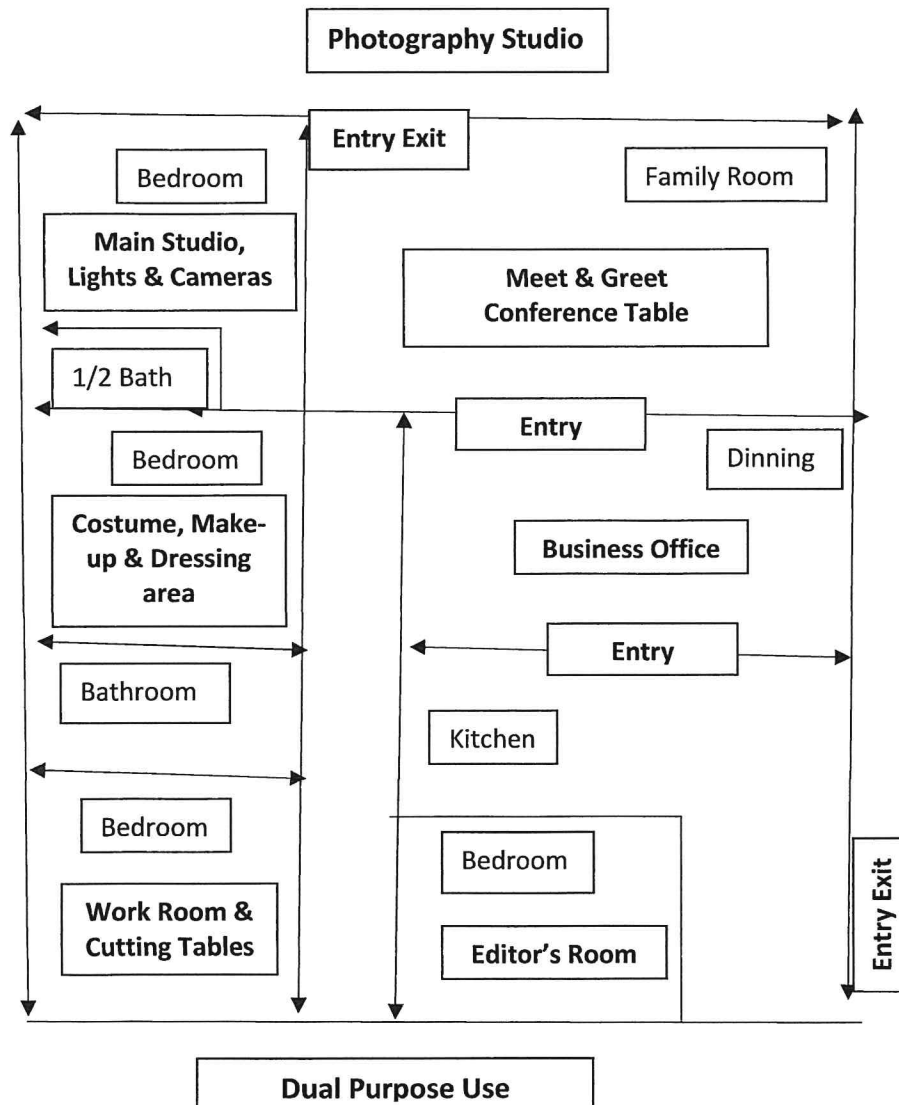 Photography Studio
Entry Exit
Bedroom
Family Room
Main Studio,
Lights & Cameras
Meet & Greet
Conference Table
1/2 Bath
Entry
Bedroom
Dinning
Costume, Make-
up & Dressing
area
Business Office
Entry
Bathroom
Kitchen
Bedroom
Bedroom
Entry Exit
Work Room &
Cutting Tables
Editor's Room
Dual Purpose Use